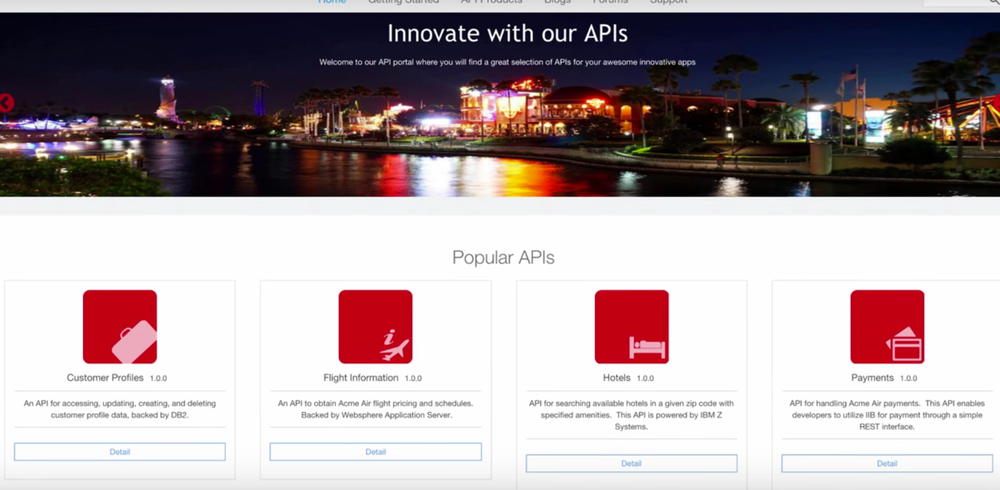 Home Getting Started API Products Blogs Forums Support
Innovate with our APIs
Welcome to our API portal where you will find a great selection of APIs for your awesome innovative apps
Popular APIs
Customer Profiles 1.0.0
An API for accessing, updating, creating, and deleting
customer profile data, backed by DB2.
Detail
Flight Information 1.0.0
An API to obtain Acme Air flight pricing and schedules.
Backed by Websphere Application Server.
Detail
Hotels 1.0.0
API for searching available hotels in a given zip code with
specified amenities. This API is powered by IBM Z
Systems.
Detail
Payments 1.0.0
API for handling Acme Air payments. This API enables
developers to utilize IIB for payment through a simple
REST interface.
Detail